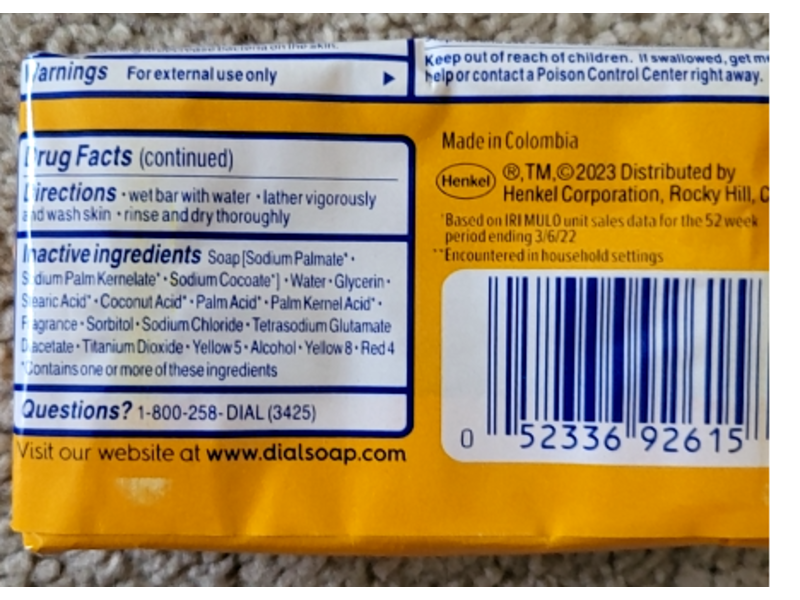 Warnings For external use only
Drug Facts (continued)
Directions • wet bar with water • lather vigorously
and wash skin • rinse and dry thoroughly
Inactive ingredients Soap [Sodium Palmate* •
Sodium Palm Kernelate* • Sodium Cocoate*] • Water • Glycerin •
Stearic Acid* • Coconut Acid* • Palm Acid* • Palm Kernel Acid* •
Fragrance • Sorbitol • Sodium Chloride • Tetrasodium Glutamate
Diacetate • Titanium Dioxide • Yellow 5 • Alcohol • Yellow 8 • Red 4
*Contains one or more of these ingredients
Questions? 1-800-258-DIAL (3425)
Visit our website at www.dialsoap.com
Keep out of reach of children. If swallowed, get
help or contact a Poison Control Center right away.
Made in Colombia
Henkel
®,TM,©2023 Distributed by
Henkel Corporation, Rocky Hill, C
*Based on IRI MULO unit sales data for the 52 week
period ending 3/6/22
**Encountered in household settings
0 52336 92615